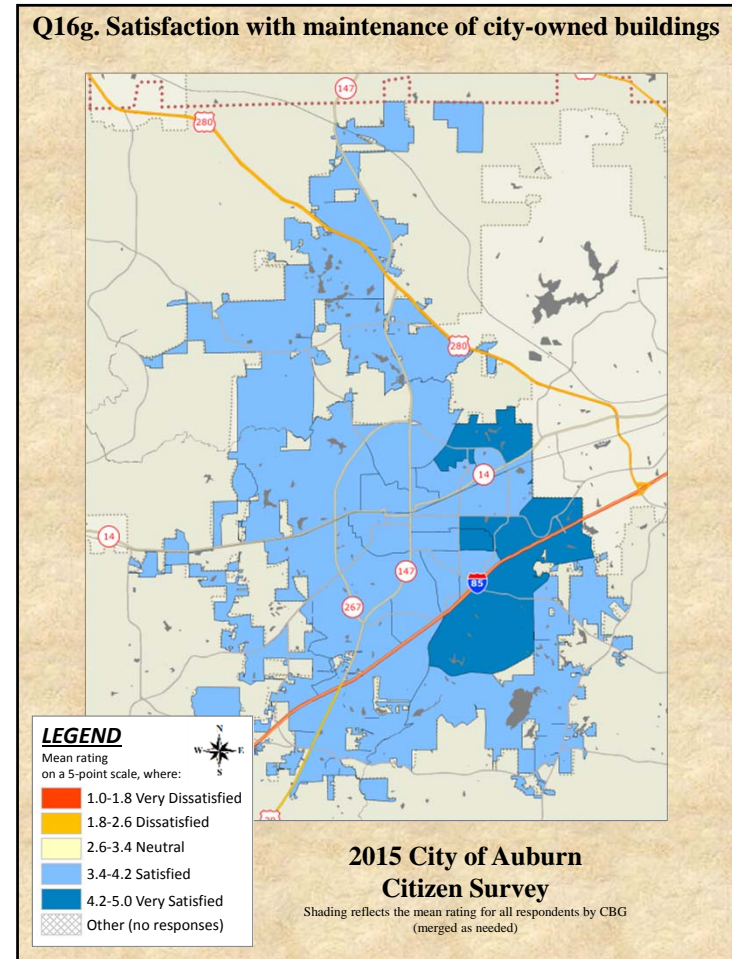 Q16g. Satisfaction with maintenance of city-owned buildings
147
280
280
14
14
147
85
267
LEGEND
Mean rating
on a 5-point scale, where:
N
W
E
S
1.0-1.8 Very Dissatisfied
1.8-2.6 Dissatisfied
2.6-3.4 Neutral
3.4-4.2 Satisfied
4.2-5.0 Very Satisfied
Other (no responses)
2015 City of Auburn
Citizen Survey
Shading reflects the mean rating for all respondents by CBG
(merged as needed)